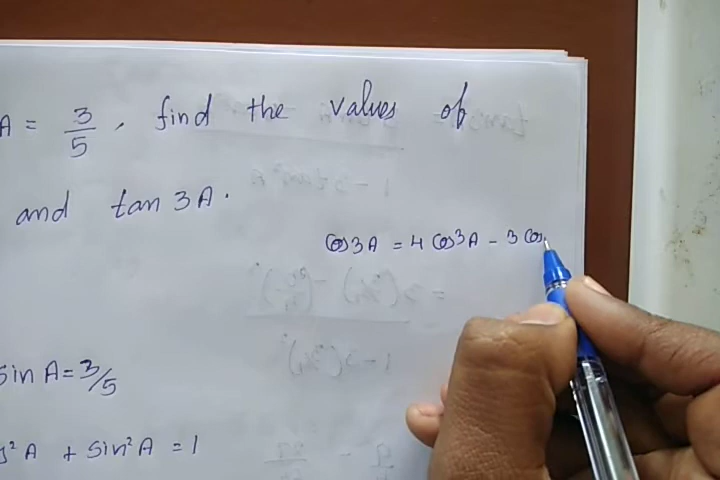 A = 3/5, find the values of
and tan 3A.
cos 3A = 4 cos³A - 3 cos
Sin A = 3/5
s²A + Sin²A = 1